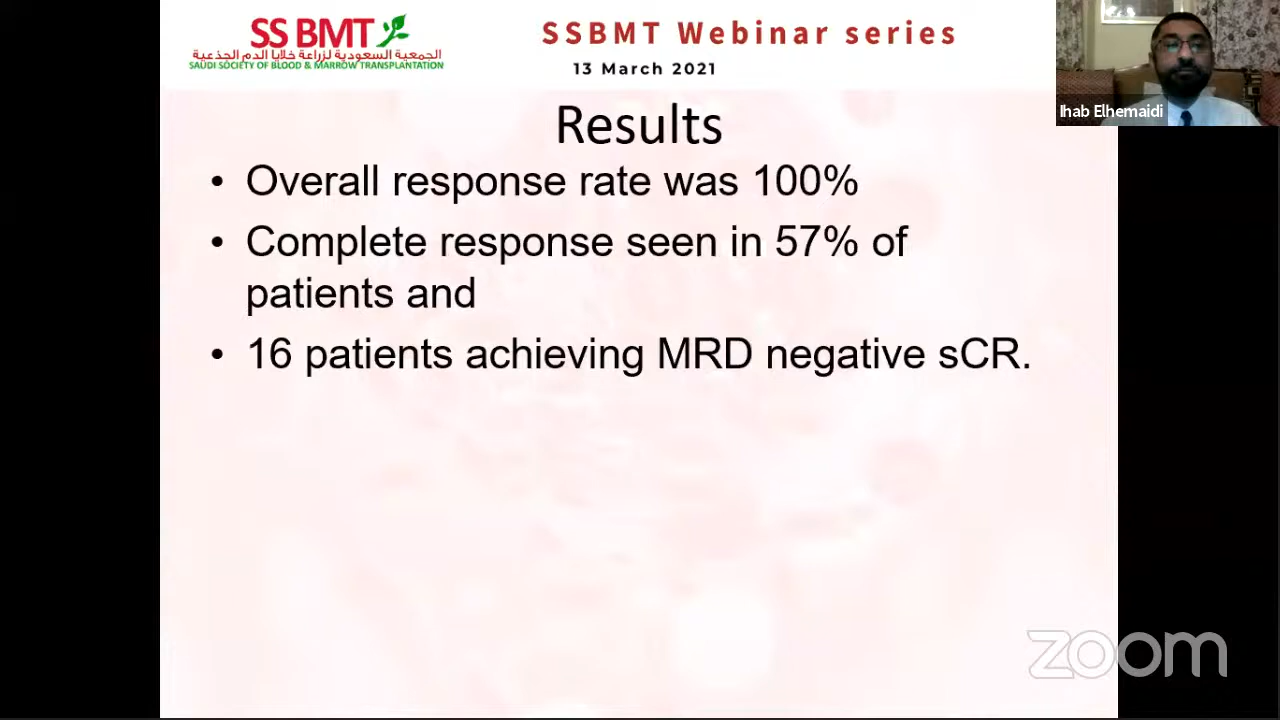 SS BMT
الجمعية السعودية لزراعة خلايا الدم الجذعية
SAUDI SOCIETY OF BLOOD & MARROW TRANSPLANTATION
SSBMT Webinar series
13 March 2021
Ihab Elhemaidi
Results
• Overall response rate was 100%
• Complete response seen in 57% of
patients and
• 16 patients achieving MRD negative sCR.
zoom